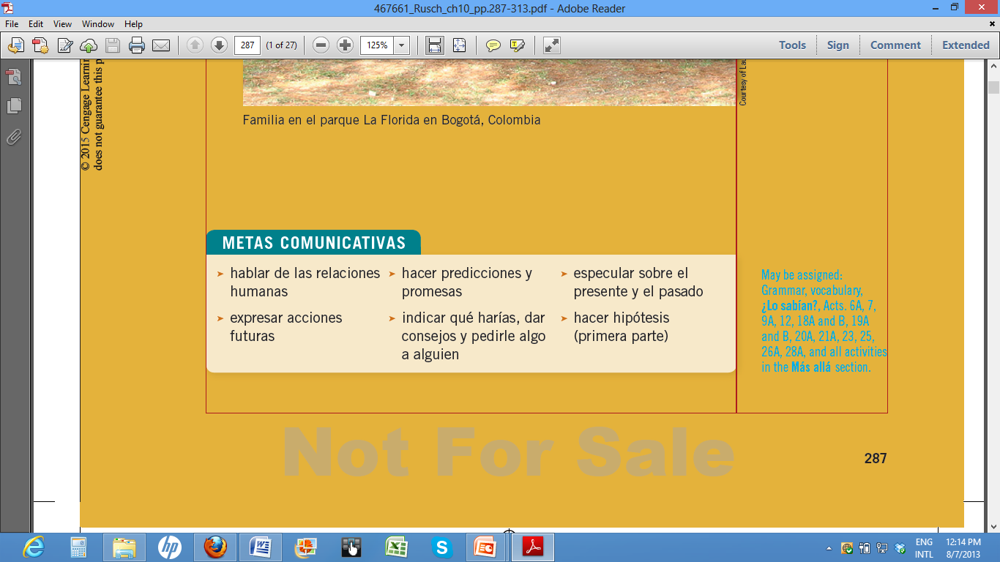 467661_Rusch_ch10_pp.287-313.pdf - Adobe Reader
File Edit View Window Help
287 (1 of 27) 125% Tools Sign Comment Extended
© 2015 Cengage Learnin
does not guarantee this p
Courtesy of Lau
Familia en el parque La Florida en Bogotá, Colombia
METAS COMUNICATIVAS
hablar de las relaciones
humanas
expresar acciones
futuras
hacer predicciones y
promesas
indicar qué harías, dar
consejos y pedirle algo
a alguien
especular sobre el
presente y el pasado
hacer hipótesis
(primera parte)
May be assigned:
Grammar, vocabulary,
¿Lo sabían?, Acts. 6A, 7,
9A, 12, 18A and B, 19A
and B, 20A, 21A, 23, 25,
26A, 28A, and all activities
in the Más allá section.
Not For Sale
287
ENG
INTL
12:14 PM
8/7/2013